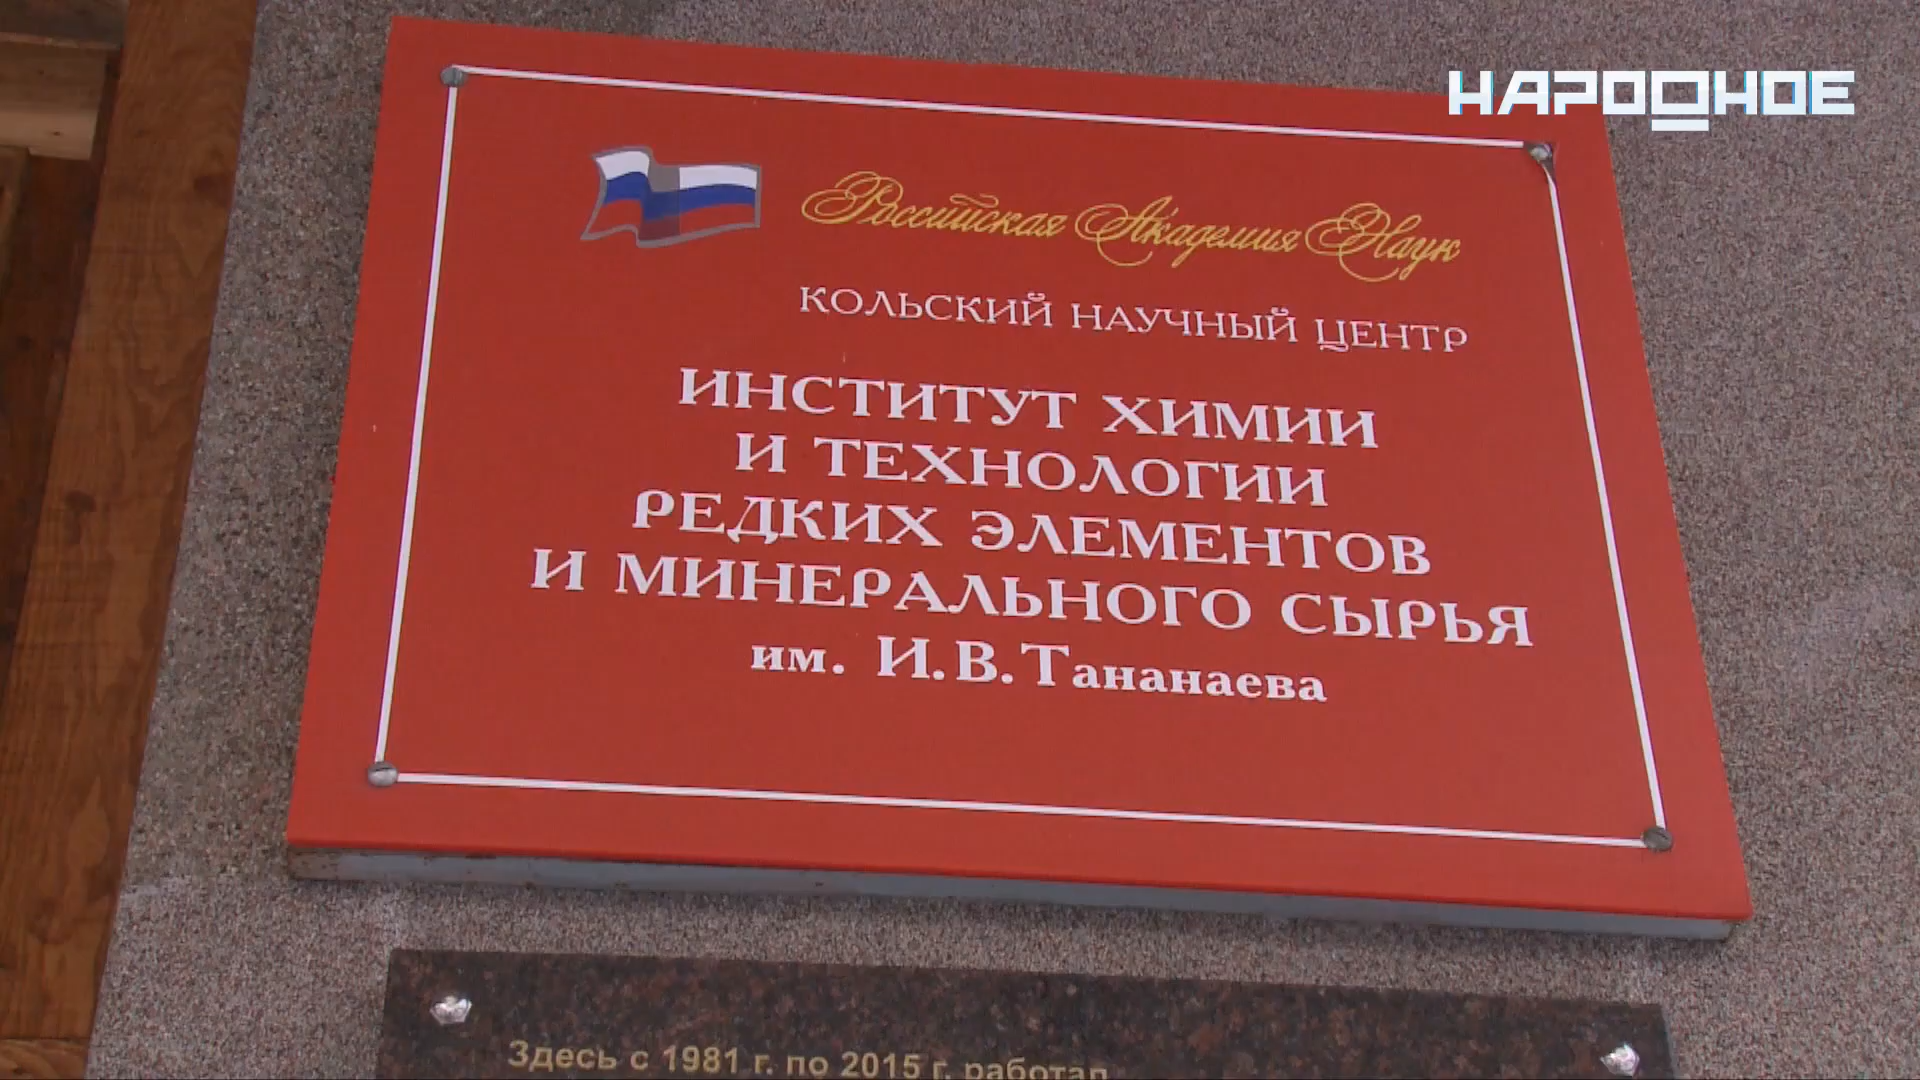 НАРОДНОЕ
Российская Академия Наук
КОЛЬСКИЙ НАУЧНЫЙ ЦЕНТР
ИНСТИТУТ ХИМИИ
И ТЕХНОЛОГИИ
РЕДКИХ ЭЛЕМЕНТОВ
И МИНЕРАЛЬНОГО СЫРЬЯ
им. И.В.Тананаева
Здесь с 1981 г. по 2015 г. работал